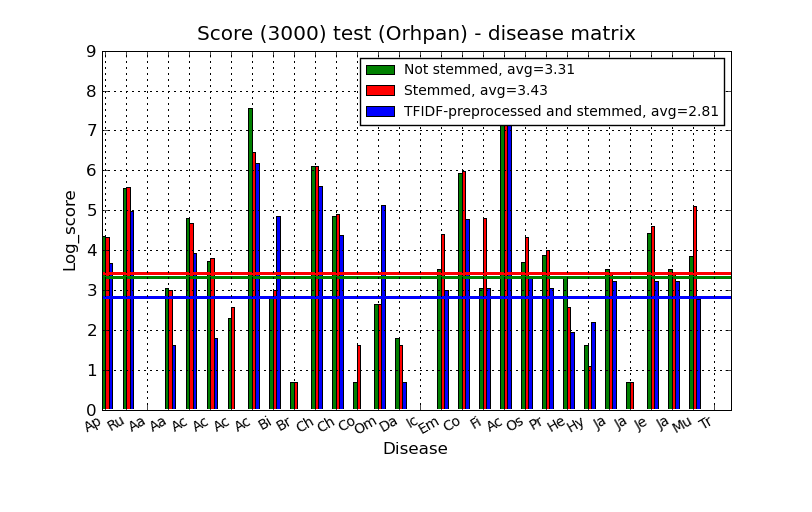 Score (3000) test (Orhpan) - disease matrix
Not stemmed, avg=3.31
Stemmed, avg=3.43
TFIDF-preprocessed and stemmed, avg=2.81
Log_score
9
8
7
6
5
4
3
2
1
0
Ap Ru Aa Aa Ac Ac Ac Ac Bi Br Ch Ch Co Om Da Ic Em Co Fi Ac Os Pr He Hy Ja Ja Je Ja Mu Tr
Disease